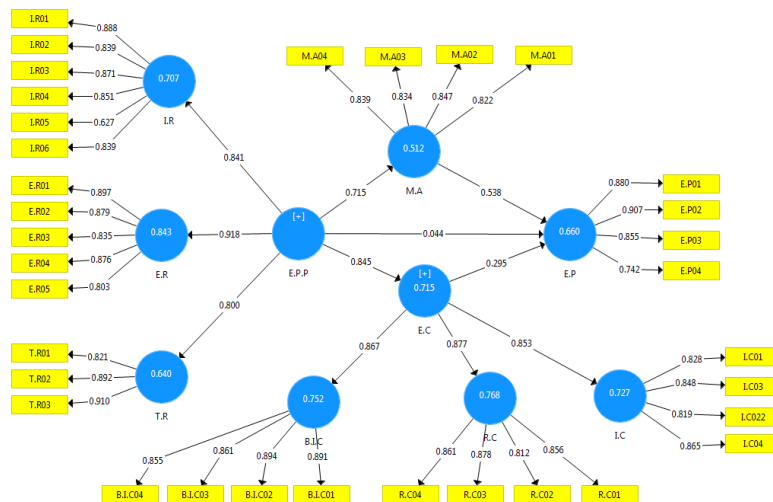 I.R01
0.888
I.R02
0.839
I.R03
0.871
I.R04
0.851
I.R05
0.627
I.R06
0.839
0.707
I.R
M.A04
M.A03
M.A02
M.A01
0.839
0.834
0.847
0.822
0.512
M.A
0.841
0.715
0.538
E.R01
0.897
E.R02
0.879
E.R03
0.835
E.R04
0.876
E.R05
0.803
0.843
E.R
0.918
[+]
E.P.P
0.044
0.660
E.P
0.880
E.P01
0.907
E.P02
0.855
E.P03
0.742
E.P04
0.845
0.295
[+]
0.715
E.C
0.800
T.R01
0.821
T.R02
0.892
T.R03
0.910
0.640
T.R
0.867
0.877
0.853
0.752
B.I.C
0.768
R.C
0.727
I.C
0.828
I.C01
0.848
I.C03
0.819
I.C022
0.865
I.C04
0.855
0.861
0.894
0.891
0.861
0.878
0.812
0.856
B.I.C04
B.I.C03
B.I.C02
B.I.C01
R.C04
R.C03
R.C02
R.C01